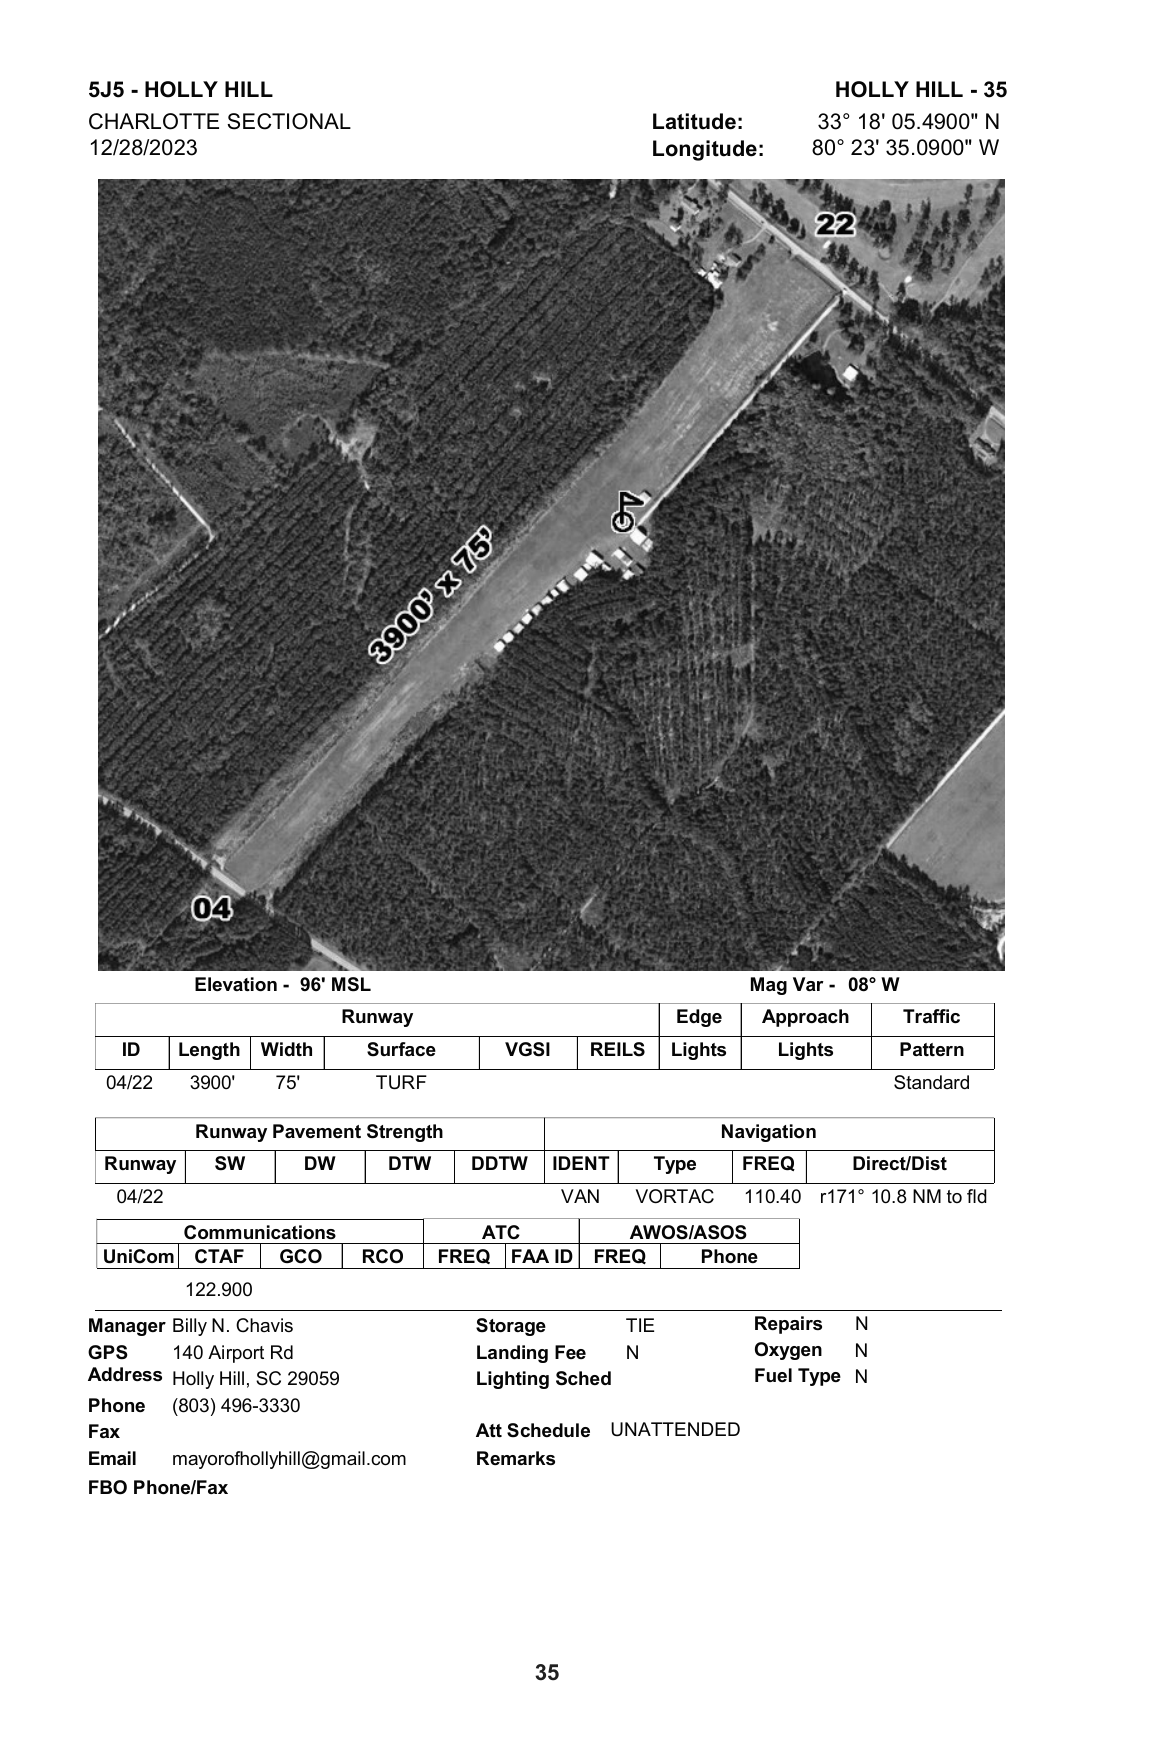 5J5 - HOLLY HILL HOLLY HILL - 35
CHARLOTTE SECTIONAL Latitude: 33° 18' 05.4900" N
12/28/2023 Longitude: 80° 23' 35.0900" W
22
3900' x 75'
04
Elevation - 96' MSL Mag Var - 08° W
Runway Edge Approach Traffic
ID Length Width Surface VGSI REILS Lights Lights Pattern
04/22 3900' 75' TURF Standard
Runway Pavement Strength Navigation
Runway SW DW DTW DDTW IDENT Type FREQ Direct/Dist
04/22 VAN VORTAC 110.40 r171° 10.8 NM to fld
Communications ATC AWOS/ASOS
UniCom CTAF GCO RCO FREQ FAA ID FREQ Phone
122.900
Manager Billy N. Chavis Storage TIE Repairs N
GPS 140 Airport Rd Landing Fee N Oxygen N
Address Holly Hill, SC 29059 Lighting Sched Fuel Type N
Phone (803) 496-3330
Fax Att Schedule UNATTENDED
Email mayorofhollyhill@gmail.com Remarks
FBO Phone/Fax
35